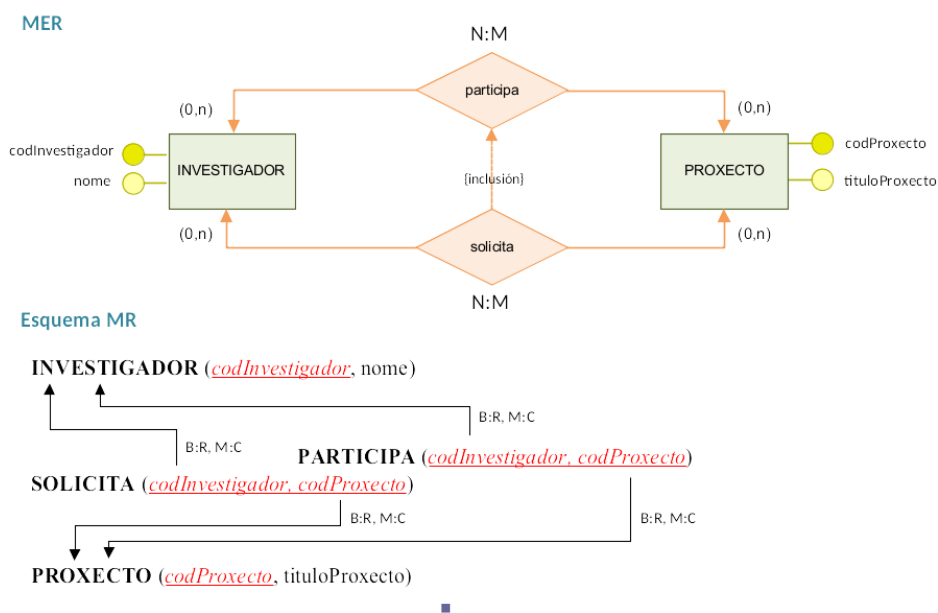 MER
N:M
participa
(0,n)
(0,n)
codInvestigador
nome
INVESTIGADOR
PROXECTO
codProxecto
tituloProxecto
{inclusión}
(0,n)
(0,n)
solicita
N:M
Esquema MR
INVESTIGADOR (codInvestigador, nome)
B:R, M:C
B:R, M:C
PARTICIPA (codInvestigador, codProxecto)
SOLICITA (codInvestigador, codProxecto)
B:R, M:C
B:R, M:C
PROXECTO (codProxecto, tituloProxecto)